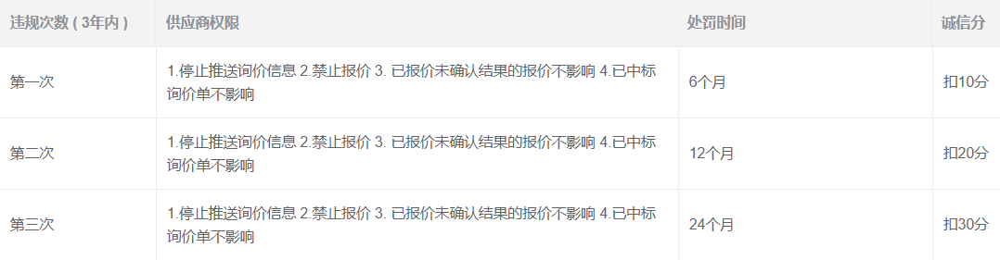 违规次数 ( 3年内 ) 供应商权限 处罚时间 诚信分
第一次 1.停止推送询价信息 2.禁止报价 3. 已报价未确认结果的报价不影响 4.已中标 6个月 扣10分
询价单不影响
第二次 1.停止推送询价信息 2.禁止报价 3. 已报价未确认结果的报价不影响 4.已中标 12个月 扣20分
询价单不影响
第三次 1.停止推送询价信息 2.禁止报价 3. 已报价未确认结果的报价不影响 4.已中标 24个月 扣30分
询价单不影响